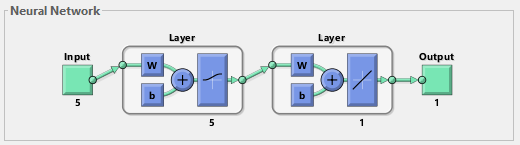 Neural Network
Layer Layer
Input Output
W W
b b
5 5 1 1